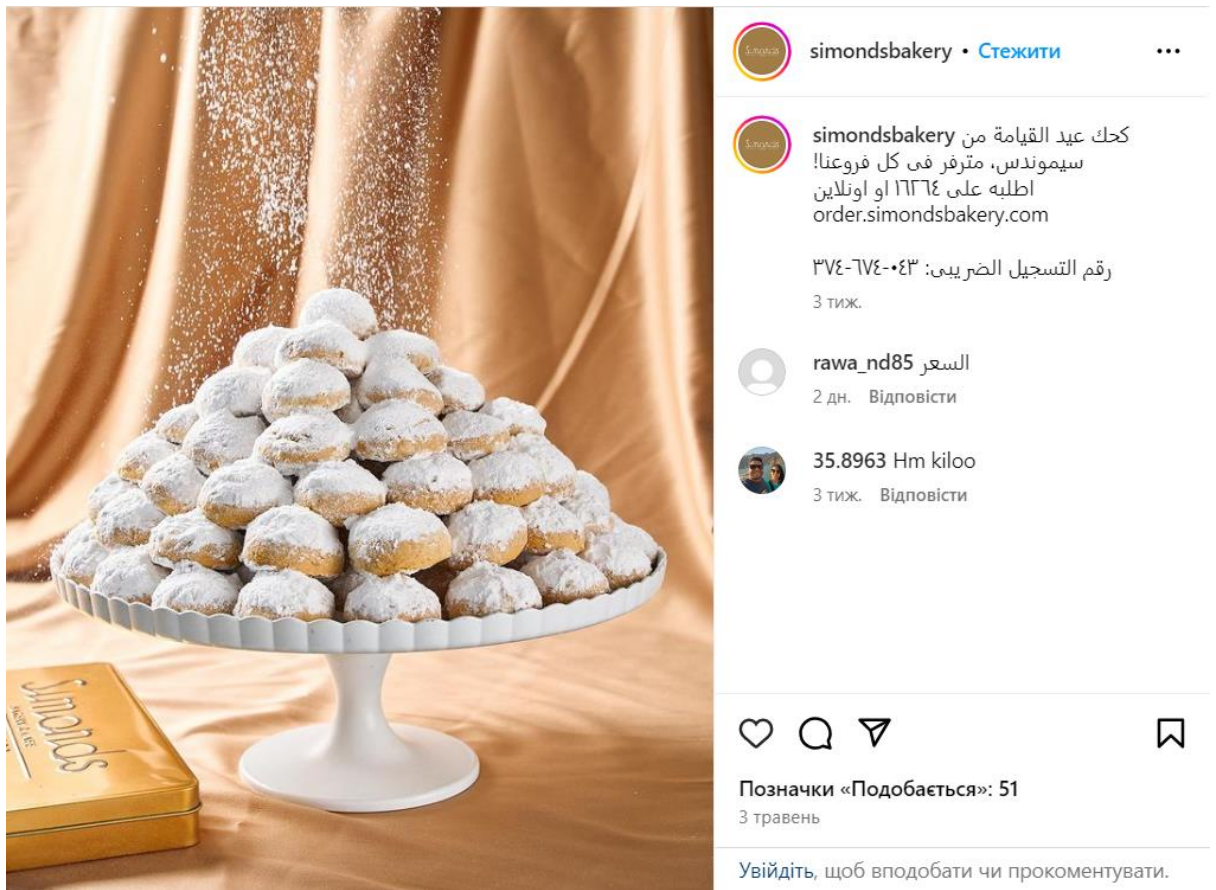 simondsbakery • Стежити
simondsbakery كحك عيد القيامة من
سيموندس، مترفر فى كل فروعنا!
اطلبه على ١٦٢٦٤ او اونلاين
order.simondsbakery.com
رقم التسجيل الضريبى: ٠٤٣-٦٧٤-٣٧٤
3 тиж.
rawa_nd85 السعر
2 дн. Відповісти
35.8963 Hm kiloo
3 тиж. Відповісти
Simonds
Позначки «Подобається»: 51
3 травень
Увійдіть, щоб вподобати чи прокоментувати.